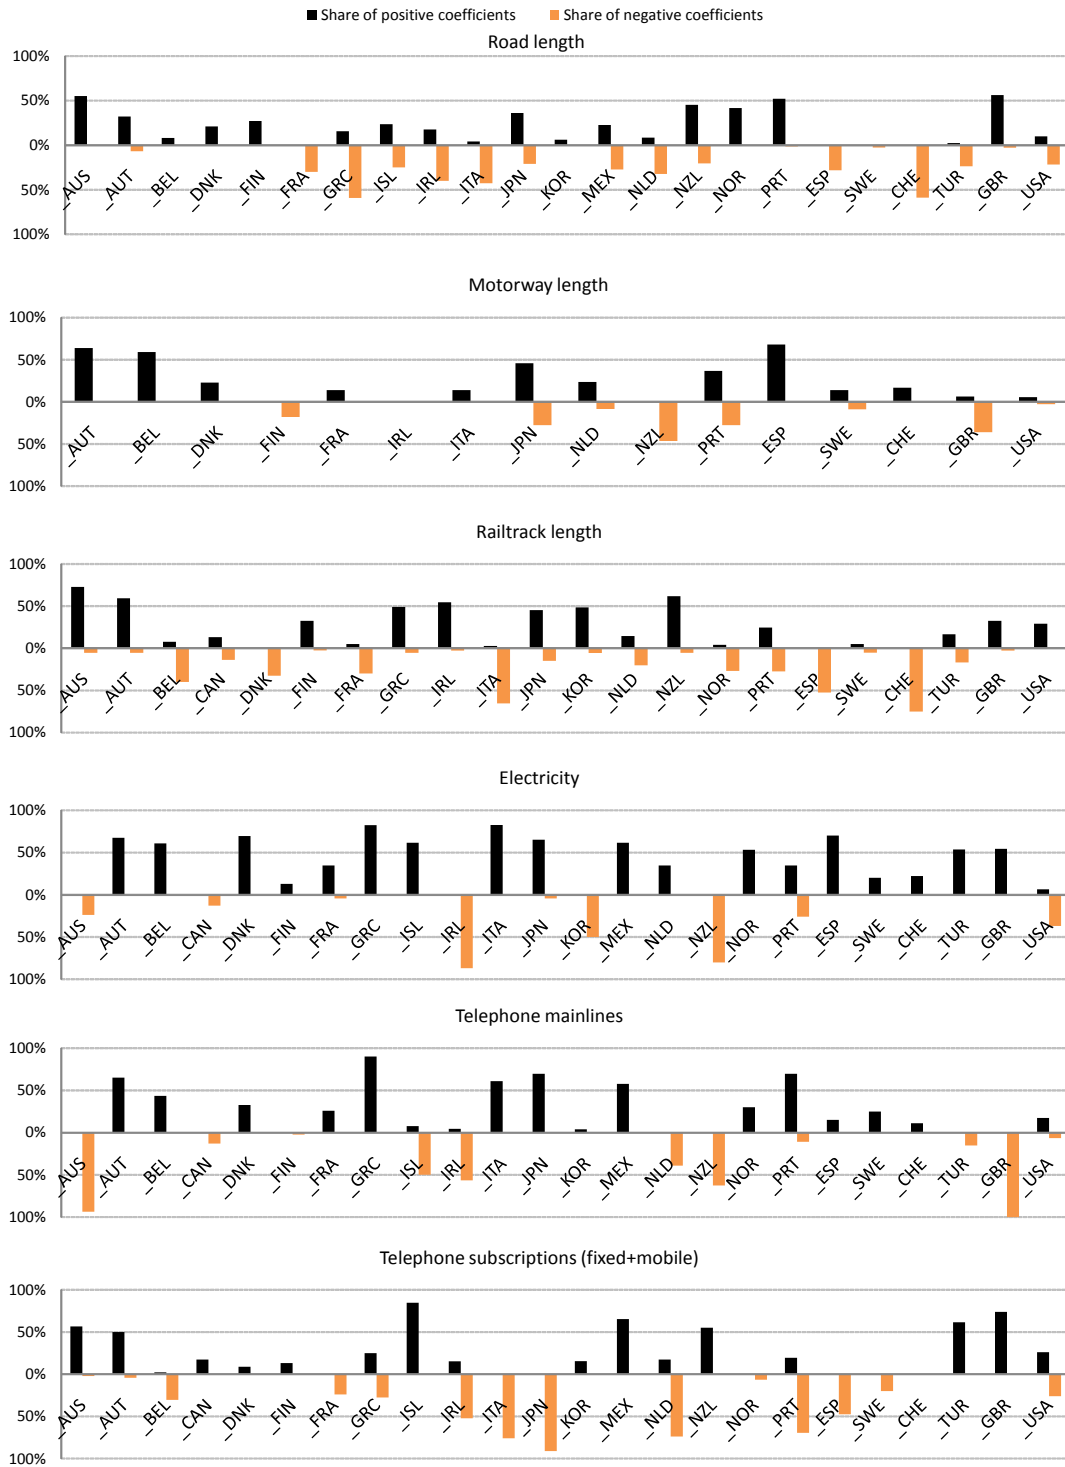 Share of positive coefficients Share of negative coefficients
Road length
100%
50%
0%
50%
100%
_AUS _AUT _BEL _DNK _FIN _FRA _GRC _ISL _IRL _ITA _JPN _KOR _MEX _NLD _NZL _NOR _PRT _ESP _SWE _CHE _TUR _GBR _USA
Motorway length
100%
50%
0%
50%
100%
_AUT _BEL _DNK _FIN _FRA _IRL _ITA _JPN _NLD _NZL _PRT _ESP _SWE _CHE _GBR _USA
Railtrack length
100%
50%
0%
50%
100%
_AUS _AUT _BEL _CAN _DNK _FIN _FRA _GRC _IRL _ITA _JPN _KOR _NLD _NZL _NOR _PRT _ESP _SWE _CHE _TUR _GBR _USA
Electricity
100%
50%
0%
50%
100%
_AUS _AUT _BEL _CAN _DNK _FIN _FRA _GRC _ISL _IRL _ITA _JPN _KOR _MEX _NLD _NZL _NOR _PRT _ESP _SWE _CHE _TUR _GBR _USA
Telephone mainlines
100%
50%
0%
50%
100%
_AUS _AUT _BEL _CAN _DNK _FIN _FRA _GRC _ISL _IRL _ITA _JPN _KOR _MEX _NLD _NZL _NOR _PRT _ESP _SWE _CHE _TUR _GBR _USA
Telephone subscriptions (fixed+mobile)
100%
50%
0%
50%
100%
_AUS _AUT _BEL _CAN _DNK _FIN _FRA _GRC _ISL _IRL _ITA _JPN _KOR _MEX _NLD _NZL _NOR _PRT _ESP _SWE _CHE _TUR _GBR _USA